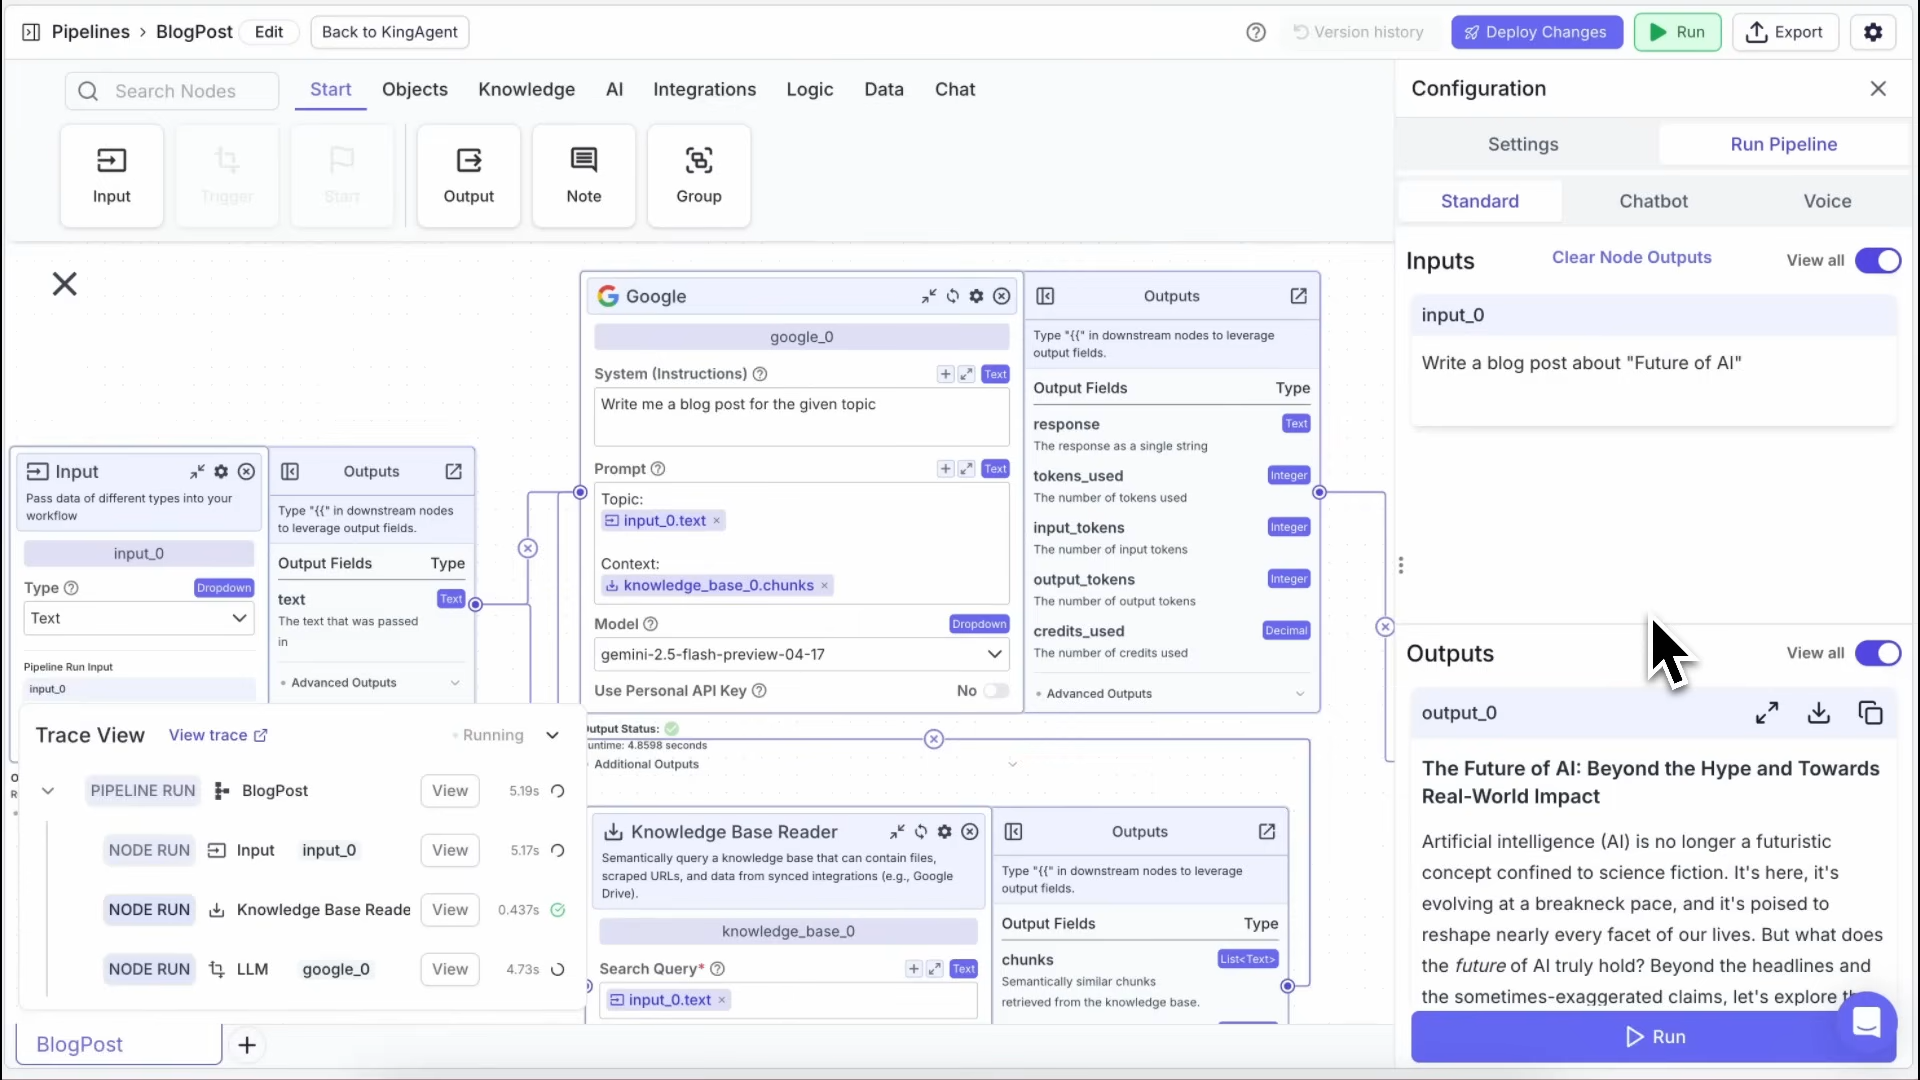 Pipelines › BlogPost Edit Back to KingAgent
Version history Deploy Changes Run Export
Search Nodes Start Objects Knowledge AI Integrations Logic Data Chat
Input Trigger Start Output Note Group
Input
Pass data of different types into your
workflow
input_0
Type Dropdown
Text
Pipeline Run Input
input_0
Outputs
Type "{{" in downstream nodes
to leverage output fields.
Output Fields Type
text Text
The text that was passed
in
Advanced Outputs
Google
google_0
System (Instructions) Text
Write me a blog post for the given topic
Prompt Text
Topic:
input_0.text ×
Context:
knowledge_base_0.chunks ×
Model Dropdown
gemini-2.5-flash-preview-04-17
Use Personal API Key No
utput Status:
untime: 4.8598 seconds
Additional Outputs
Outputs
Type "{{" in downstream nodes to leverage
output fields.
Output Fields Type
response Text
The response as a single string
tokens_used Integer
The number of tokens used
input_tokens Integer
The number of input tokens
output_tokens Integer
The number of output tokens
credits_used Decimal
The number of credits used
Advanced Outputs
Knowledge Base Reader
Semantically query a knowledge base that can contain files,
scraped URLs, and data from synced integrations (e.g., Google
Drive).
knowledge_base_0
Search Query* Text
input_0.text ×
Outputs
Type "{{" in downstream nodes to leverage
output fields.
Output Fields Type
chunks List<Text>
Semantically similar chunks
retrieved from the knowledge base.
Trace View View trace Running
PIPELINE RUN BlogPost View 5.19s
NODE RUN Input input_0 View 5.17s
NODE RUN Knowledge Base Reade View 0.437s
NODE RUN LLM google_0 View 4.73s
BlogPost +
Configuration
Settings Run Pipeline
Standard Chatbot Voice
Inputs Clear Node Outputs View all
input_0
Write a blog post about "Future of AI"
Outputs View all
output_0
The Future of AI: Beyond the Hype and Towards
Real-World Impact
Artificial intelligence (AI) is no longer a futuristic
concept confined to science fiction. It's here, it's
evolving at a breakneck pace, and it's poised to
reshape nearly every facet of our lives. But what does
the future of AI truly hold? Beyond the headlines and
the sometimes-exaggerated claims, let's explore
Run